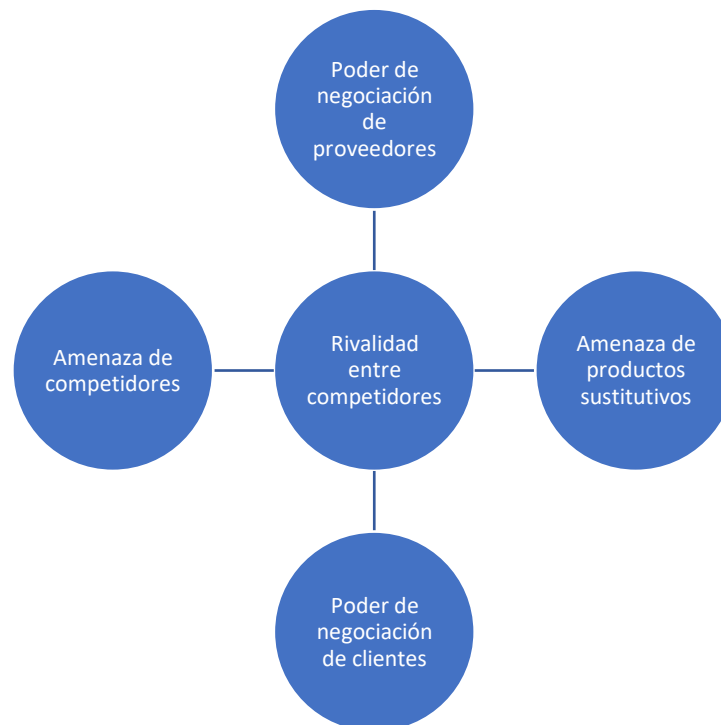 Poder de
negociación
de
proveedores
Amenaza de
competidores
Rivalidad
entre
competidores
Amenaza de
productos
sustitutivos
Poder de
negociación
de clientes